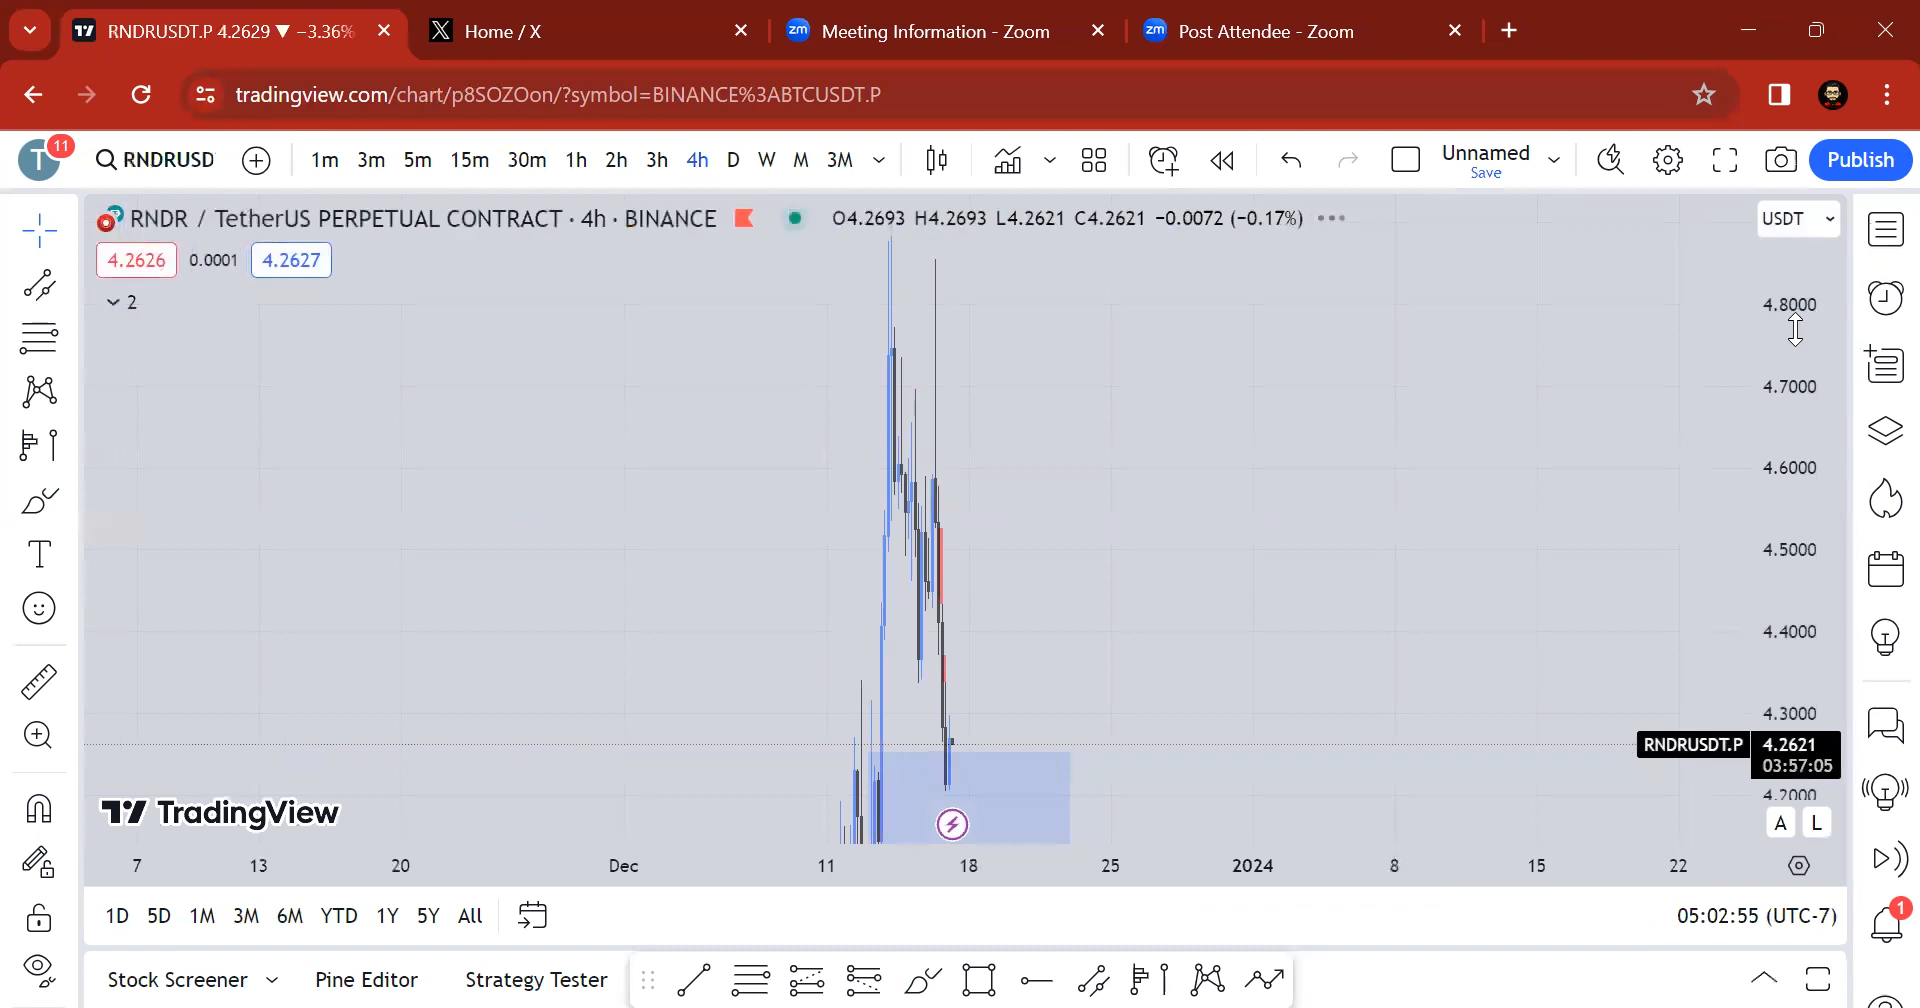 RNDRUSDT.P 4.2629 ▼ −3.36%
Home / X
zm Meeting Information - Zoom
zm Post Attendee - Zoom
tradingview.com/chart/p8SOZOon/?symbol=BINANCE%3ABTCUSDT.P
T 11 RNDRUSD 1m 3m 5m 15m 30m 1h 2h 3h 4h D W M 3M Unnamed Save Publish
RNDR / TetherUS PERPETUAL CONTRACT · 4h · BINANCE O4.2693 H4.2693 L4.2621 C4.2621 −0.0072 (−0.17%) USDT
4.2626 0.0001 4.2627
2
4.8000
4.7000
4.6000
4.5000
4.4000
4.3000
RNDRUSDT.P 4.2621
03:57:05
4.2000
TradingView
A L
7 13 20 Dec 11 18 25 2024 8 15 22
1D 5D 1M 3M 6M YTD 1Y 5Y All 05:02:55 (UTC-7)
1
Stock Screener Pine Editor Strategy Tester